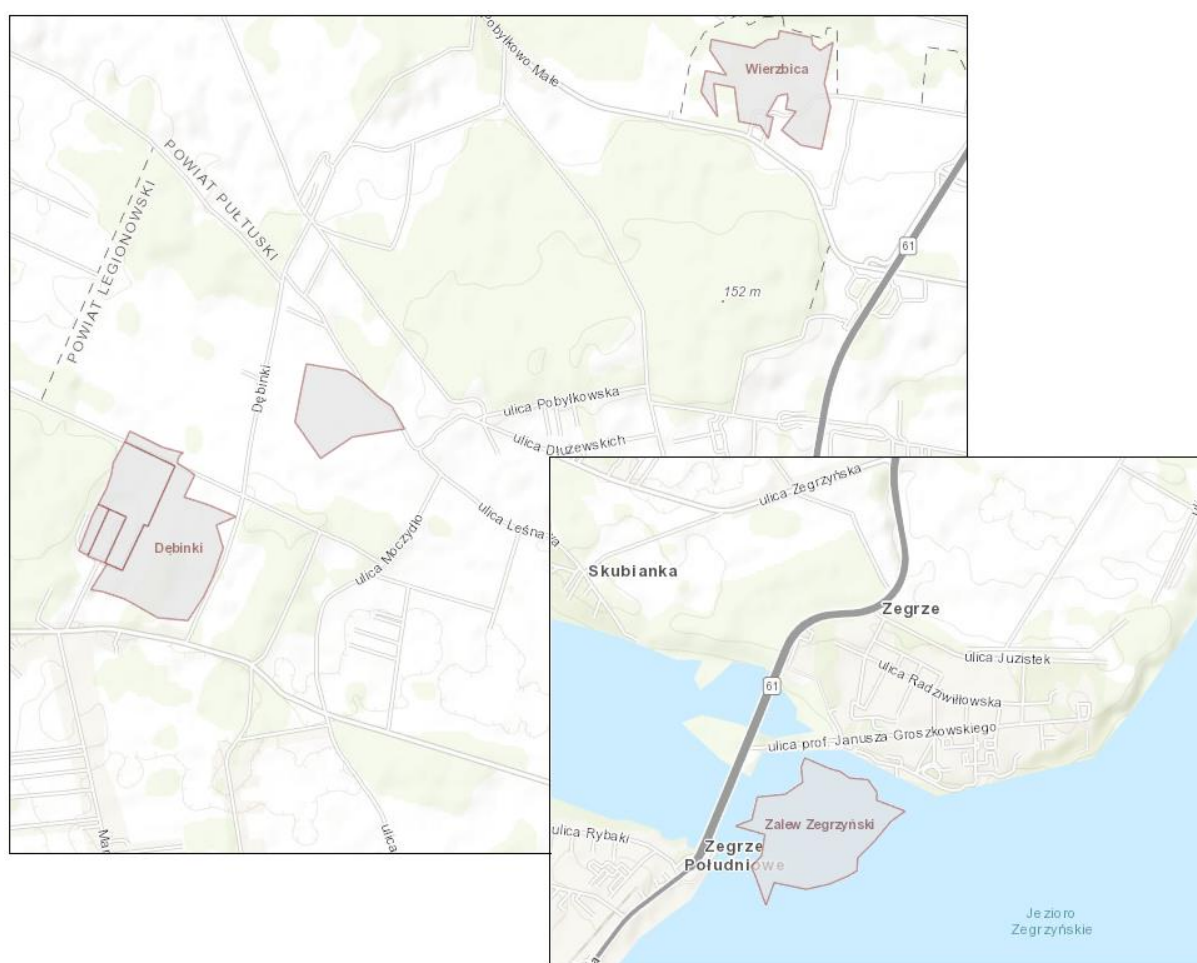 Pobyłkowo Małe
Wierzbica
POWIAT PUŁTUSKI
POWIAT LEGIONOWSKI
61
152 m
Dębinki
ulica Pobyłkowska
ulica Dłużewskich
ulica Leśna
ulica Moczydło
Dębinki
ulica
Mar
ulica Zegrzyńska
Skubianka
Zegrze
ulica Juzistek
ulica Radziwiłłowska
61
ulica prof. Janusza Groszkowskiego
Zalew Zegrzyński
ulica Rybaki
Zegrze
Południowe
Jezioro
Zegrzyńskie